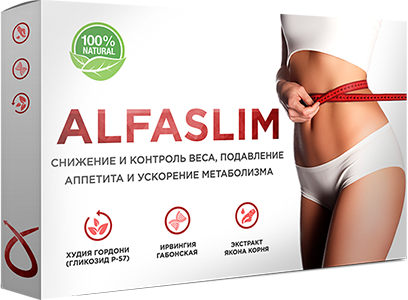 100%
NATURAL
ALFASLIM
СНИЖЕНИЕ И КОНТРОЛЬ ВЕСА, ПОДАВЛЕНИЕ
АППЕТИТА И УСКОРЕНИЕ МЕТАБОЛИЗМА
ХУДИЯ ГОРДОНИ
(ГЛИКОЗИД Р-57)
ИРВИНГИЯ
ГАБОНСКАЯ
ЭКСТРАКТ
ЯКОНА КОРНЯ